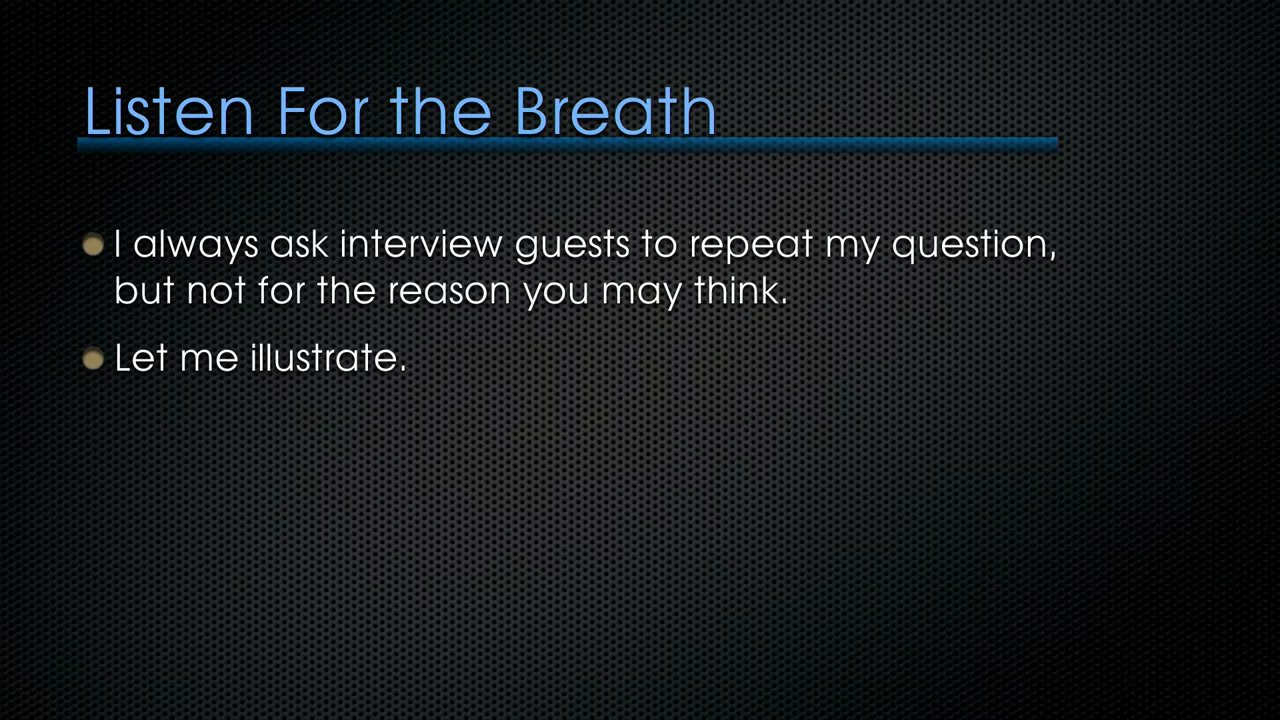 Listen For the Breath
I always ask interview guests to repeat my question,
but not for the reason you may think.
Let me illustrate.